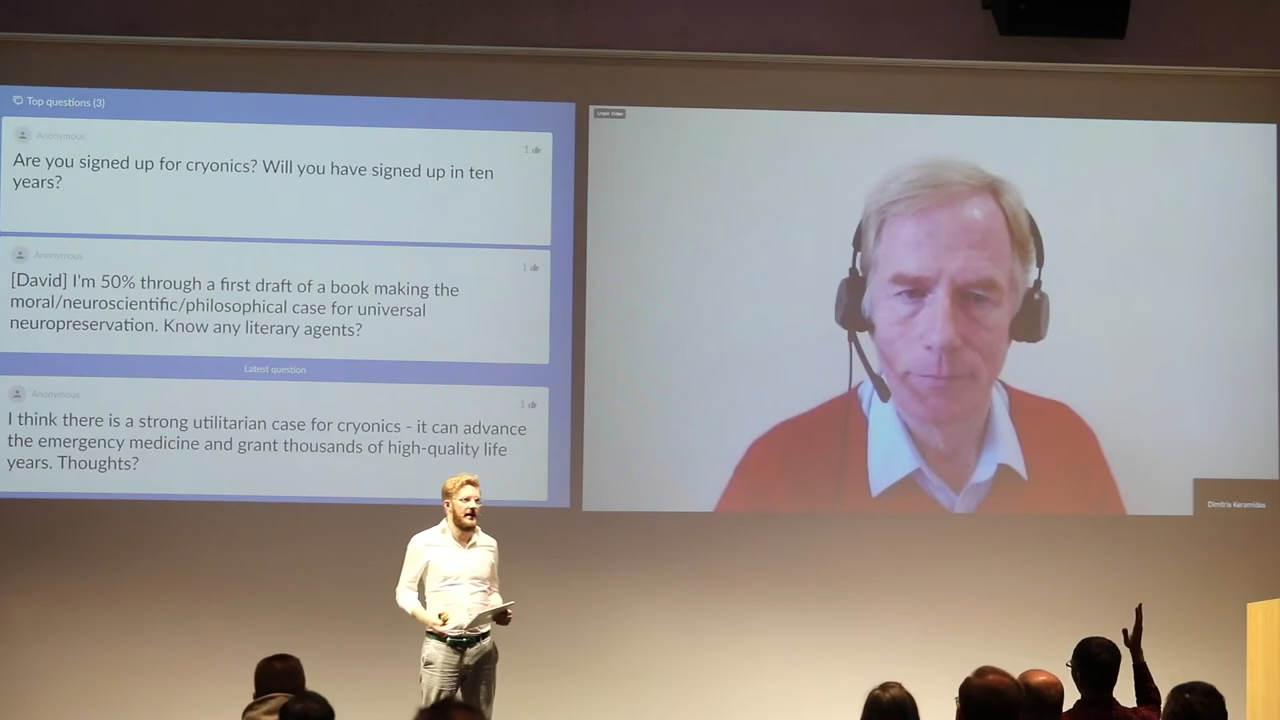 Top questions (3)
Anonymous
1
Are you signed up for cryonics? Will you have signed up in ten
years?
Anonymous
1
[David] I'm 50% through a first draft of a book making the
moral/neuroscientific/philosophical case for universal
neuropreservation. Know any literary agents?
Latest question
Anonymous
1
I think there is a strong utilitarian case for cryonics - it can advance
the emergency medicine and grant thousands of high-quality life
years. Thoughts?
Unpin Video
Dimitris Keramidas